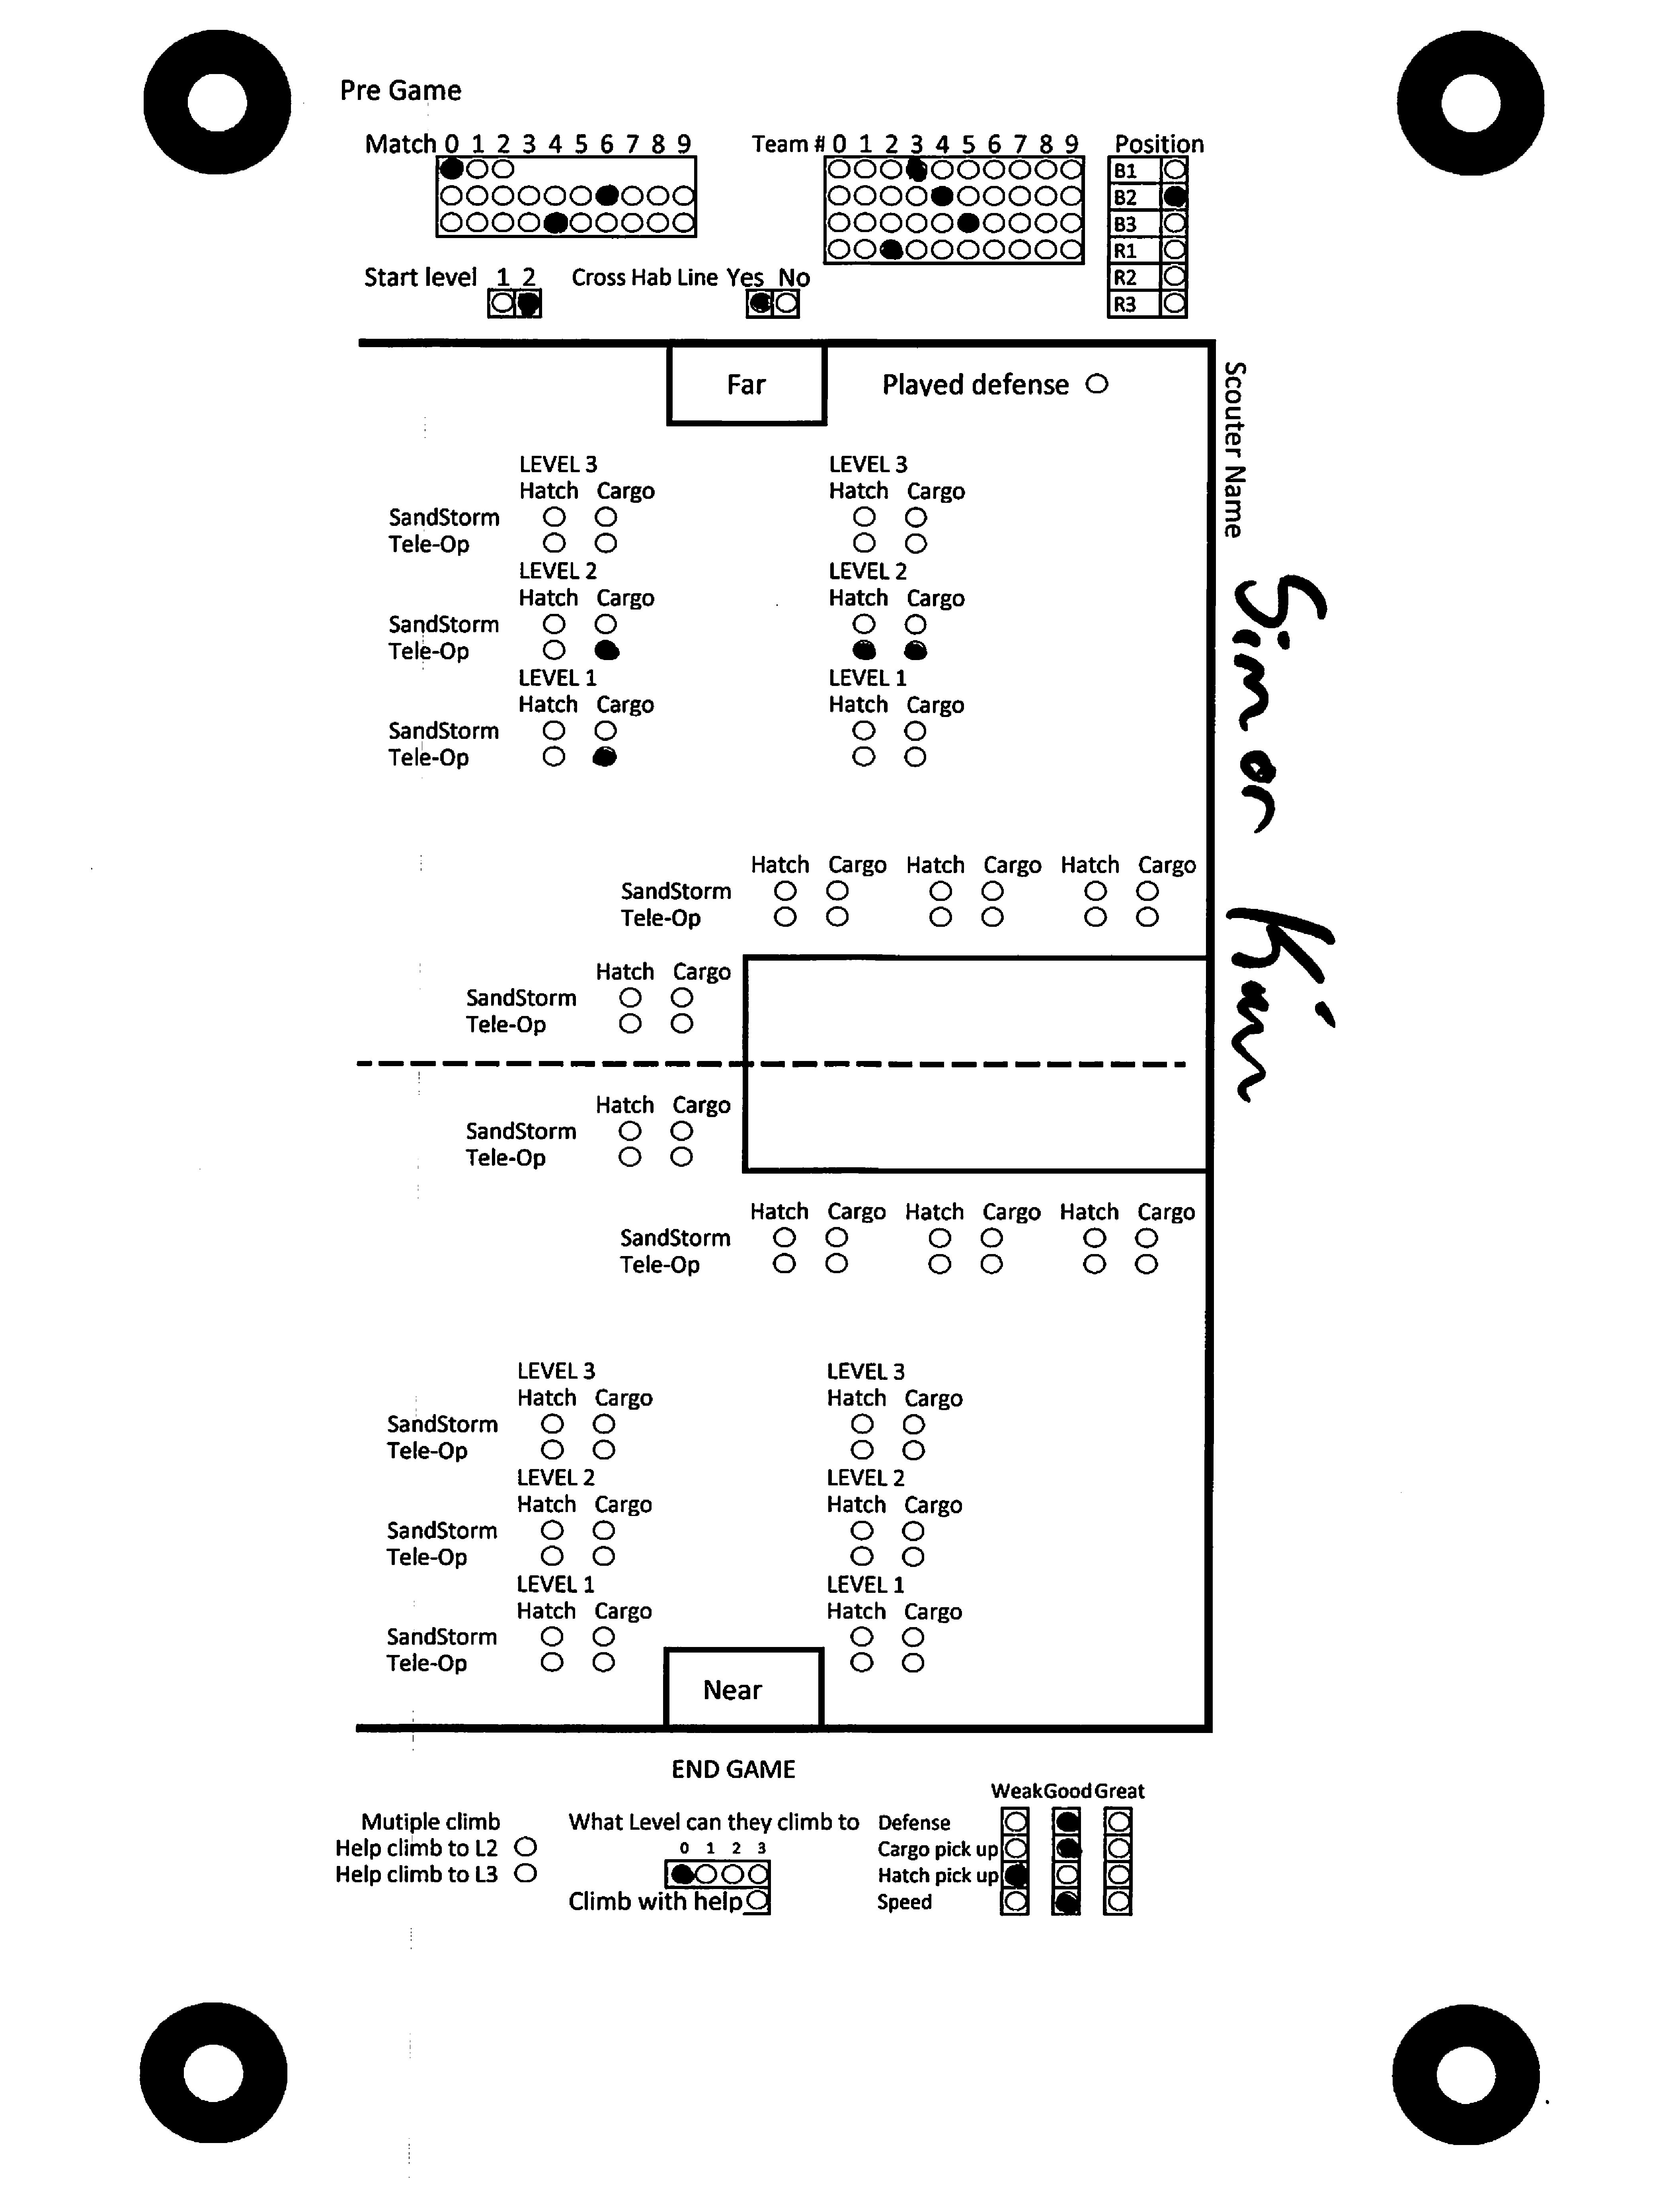 Pre Game
Match 0 1 2 3 4 5 6 7 8 9
Team # 0 1 2 3 4 5 6 7 8 9
Position
B1
B2
B3
R1
R2
R3
Start level 1 2
Cross Hab Line Yes No
Far
Played defense
Scouter Name
LEVEL 3 LEVEL 3
Hatch Cargo Hatch Cargo
SandStorm
Tele-Op
LEVEL 2 LEVEL 2
Hatch Cargo Hatch Cargo
SandStorm
Tele-Op
LEVEL 1 LEVEL 1
Hatch Cargo Hatch Cargo
SandStorm
Tele-Op
Hatch Cargo Hatch Cargo Hatch Cargo
SandStorm
Tele-Op
Hatch Cargo
SandStorm
Tele-Op
Hatch Cargo
SandStorm
Tele-Op
Hatch Cargo Hatch Cargo Hatch Cargo
SandStorm
Tele-Op
LEVEL 3 LEVEL 3
Hatch Cargo Hatch Cargo
SandStorm
Tele-Op
LEVEL 2 LEVEL 2
Hatch Cargo Hatch Cargo
SandStorm
Tele-Op
LEVEL 1 LEVEL 1
Hatch Cargo Hatch Cargo
SandStorm
Tele-Op
Near
END GAME
Mutiple climb
Help climb to L2
Help climb to L3
What Level can they climb to
0 1 2 3
Climb with help
Weak Good Great
Defense
Cargo pick up
Hatch pick up
Speed